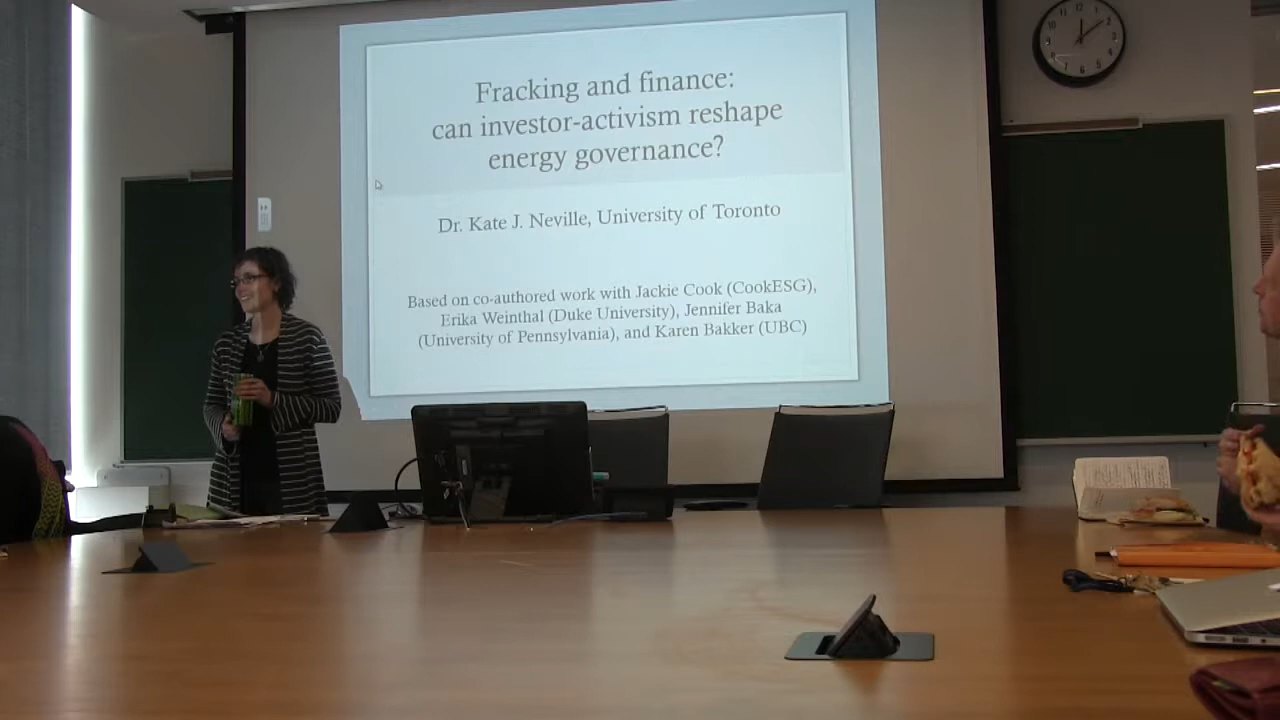 Fracking and finance:
can investor-activism reshape
energy governance?
Dr. Kate J. Neville, University of Toronto
Based on co-authored work with Jackie Cook (CookESG),
Erika Weinthal (Duke University), Jennifer Baka
(University of Pennsylvania), and Karen Bakker (UBC)